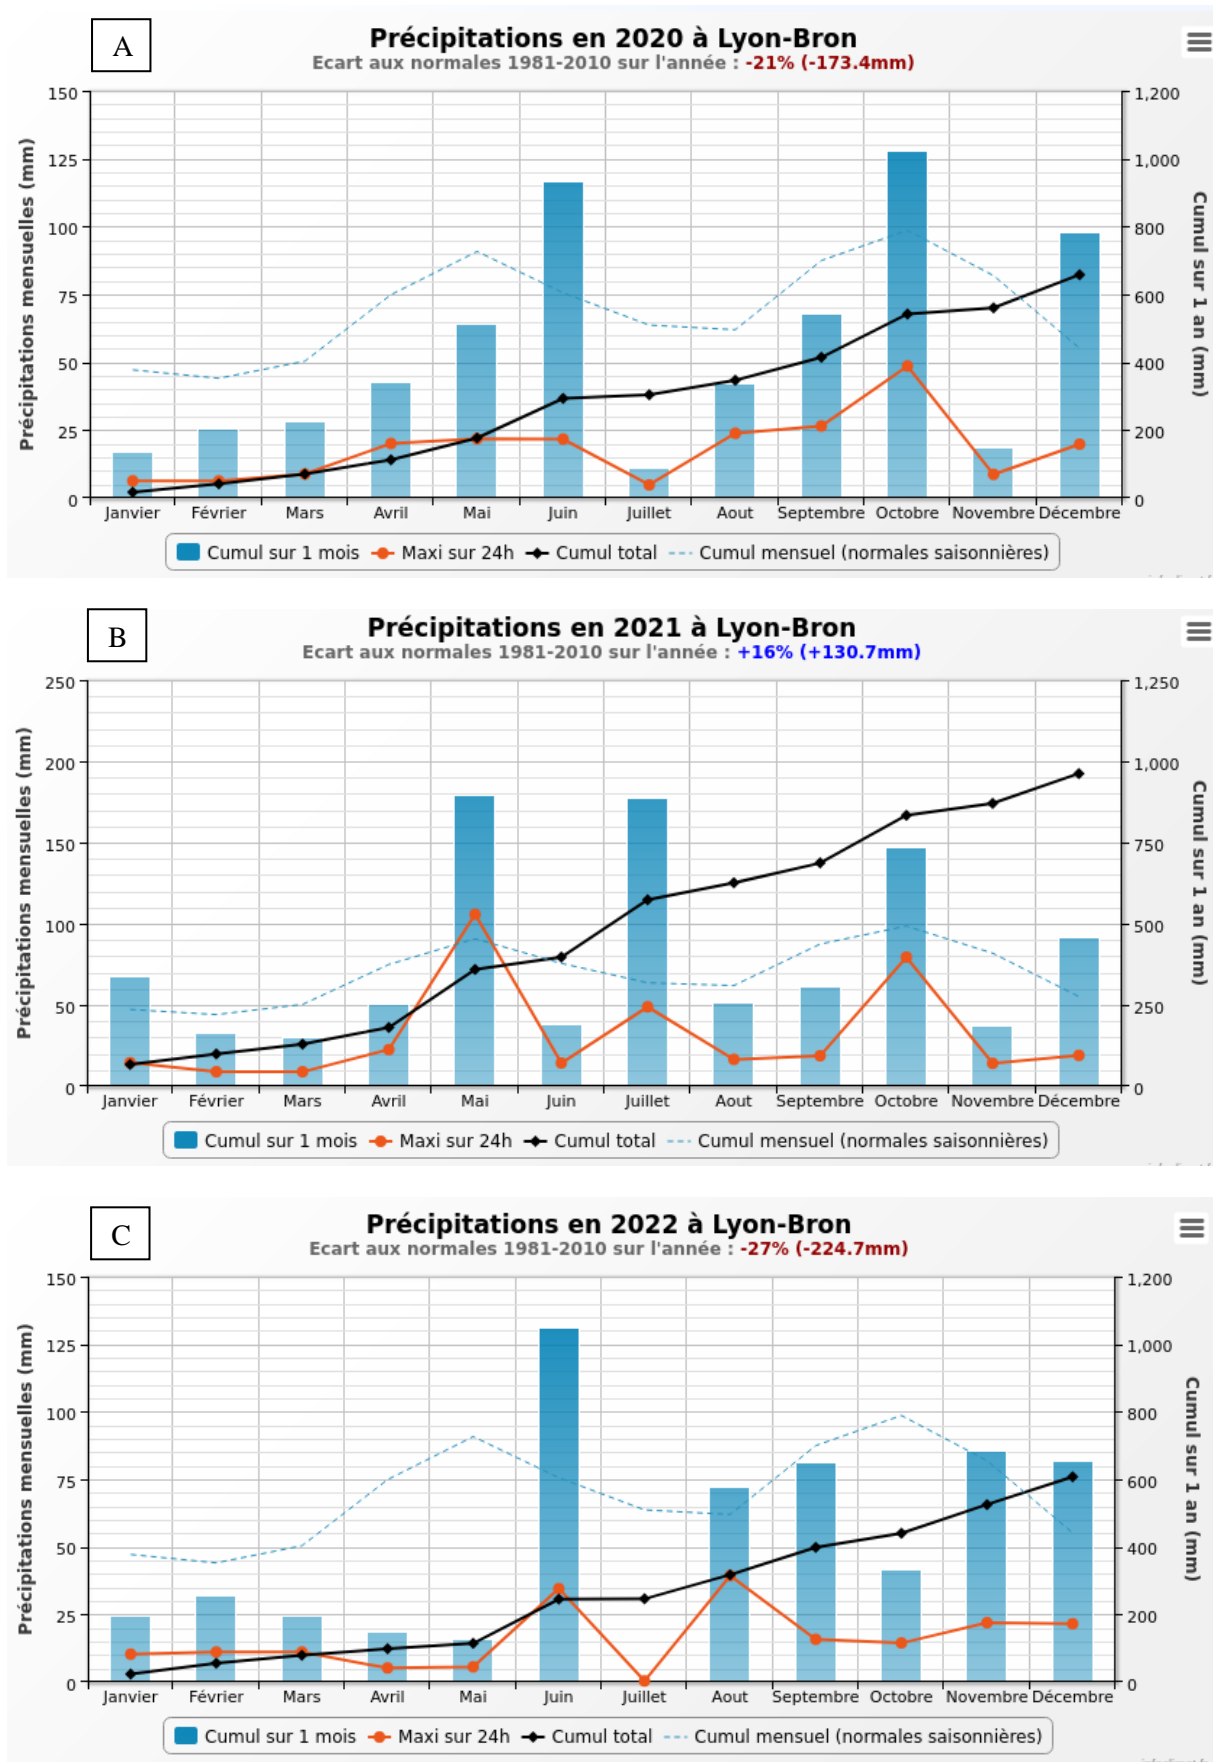 A
Précipitations en 2020 à Lyon-Bron
Ecart aux normales 1981-2010 sur l'année : -21% (-173.4mm)
Précipitations mensuelles (mm)
150
125
100
75
50
25
0
1,200
1,000
800
600
400
200
0
Cumul sur 1 an (mm)
Janvier Février Mars Avril Mai Juin Juillet Aout Septembre Octobre Novembre Décembre
Cumul sur 1 mois Maxi sur 24h Cumul total Cumul mensuel (normales saisonnières)
B
Précipitations en 2021 à Lyon-Bron
Ecart aux normales 1981-2010 sur l'année : +16% (+130.7mm)
Précipitations mensuelles (mm)
250
200
150
100
50
0
1,250
1,000
750
500
250
0
Cumul sur 1 an (mm)
Janvier Février Mars Avril Mai Juin Juillet Aout Septembre Octobre Novembre Décembre
Cumul sur 1 mois Maxi sur 24h Cumul total Cumul mensuel (normales saisonnières)
C
Précipitations en 2022 à Lyon-Bron
Ecart aux normales 1981-2010 sur l'année : -27% (-224.7mm)
Précipitations mensuelles (mm)
150
125
100
75
50
25
0
1,200
1,000
800
600
400
200
0
Cumul sur 1 an (mm)
Janvier Février Mars Avril Mai Juin Juillet Aout Septembre Octobre Novembre Décembre
Cumul sur 1 mois Maxi sur 24h Cumul total Cumul mensuel (normales saisonnières)